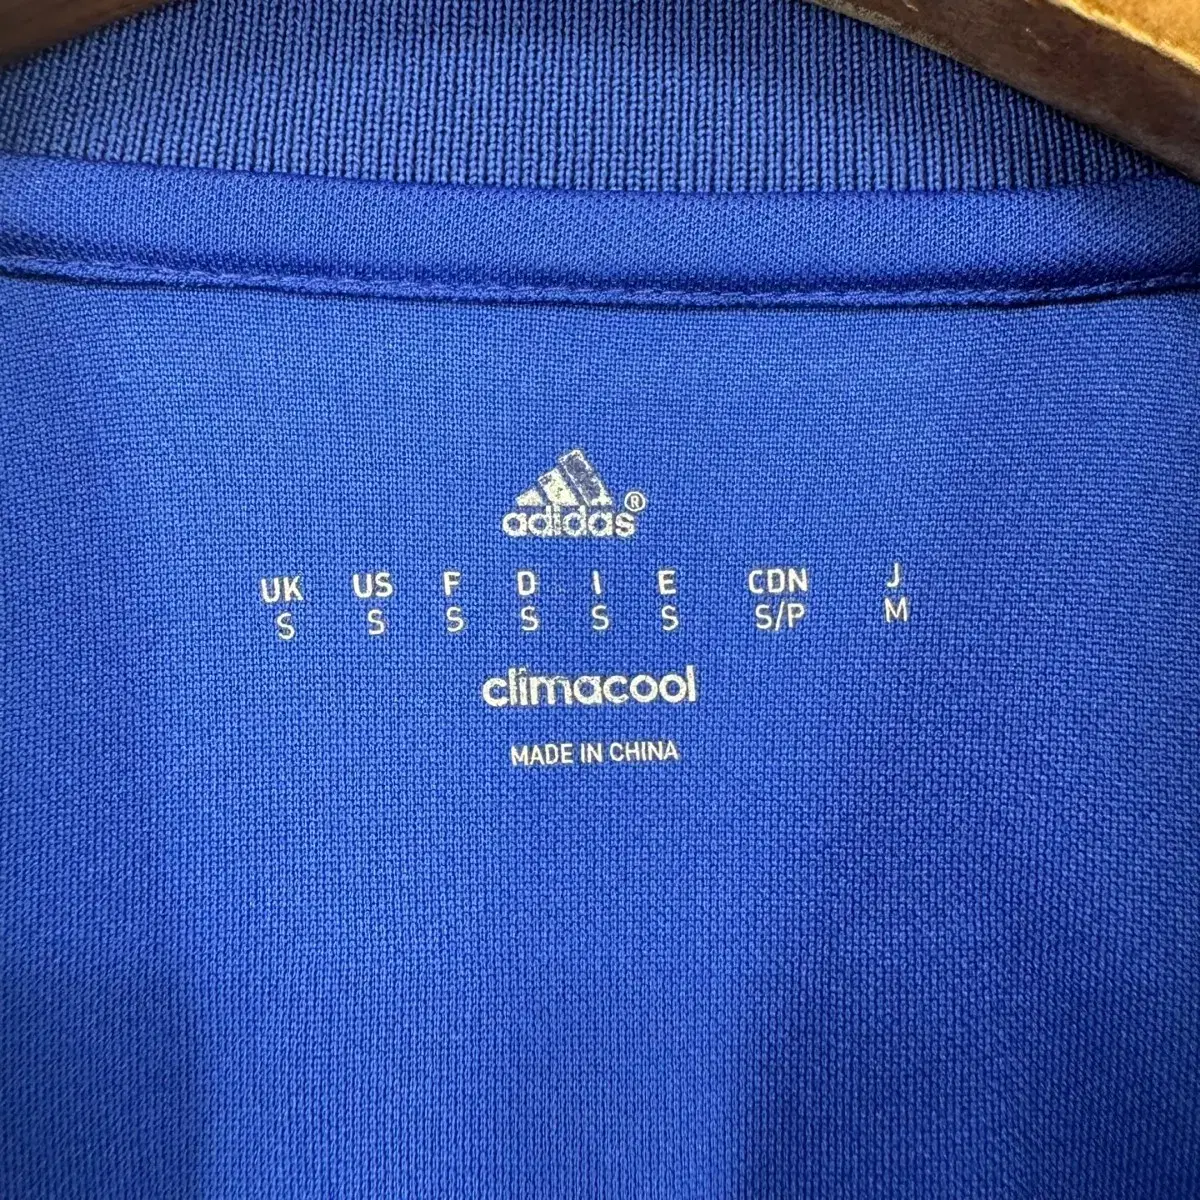 adidas®
UK US F D I E CDN J
S S S S S S S/P M
climacool
MADE IN CHINA